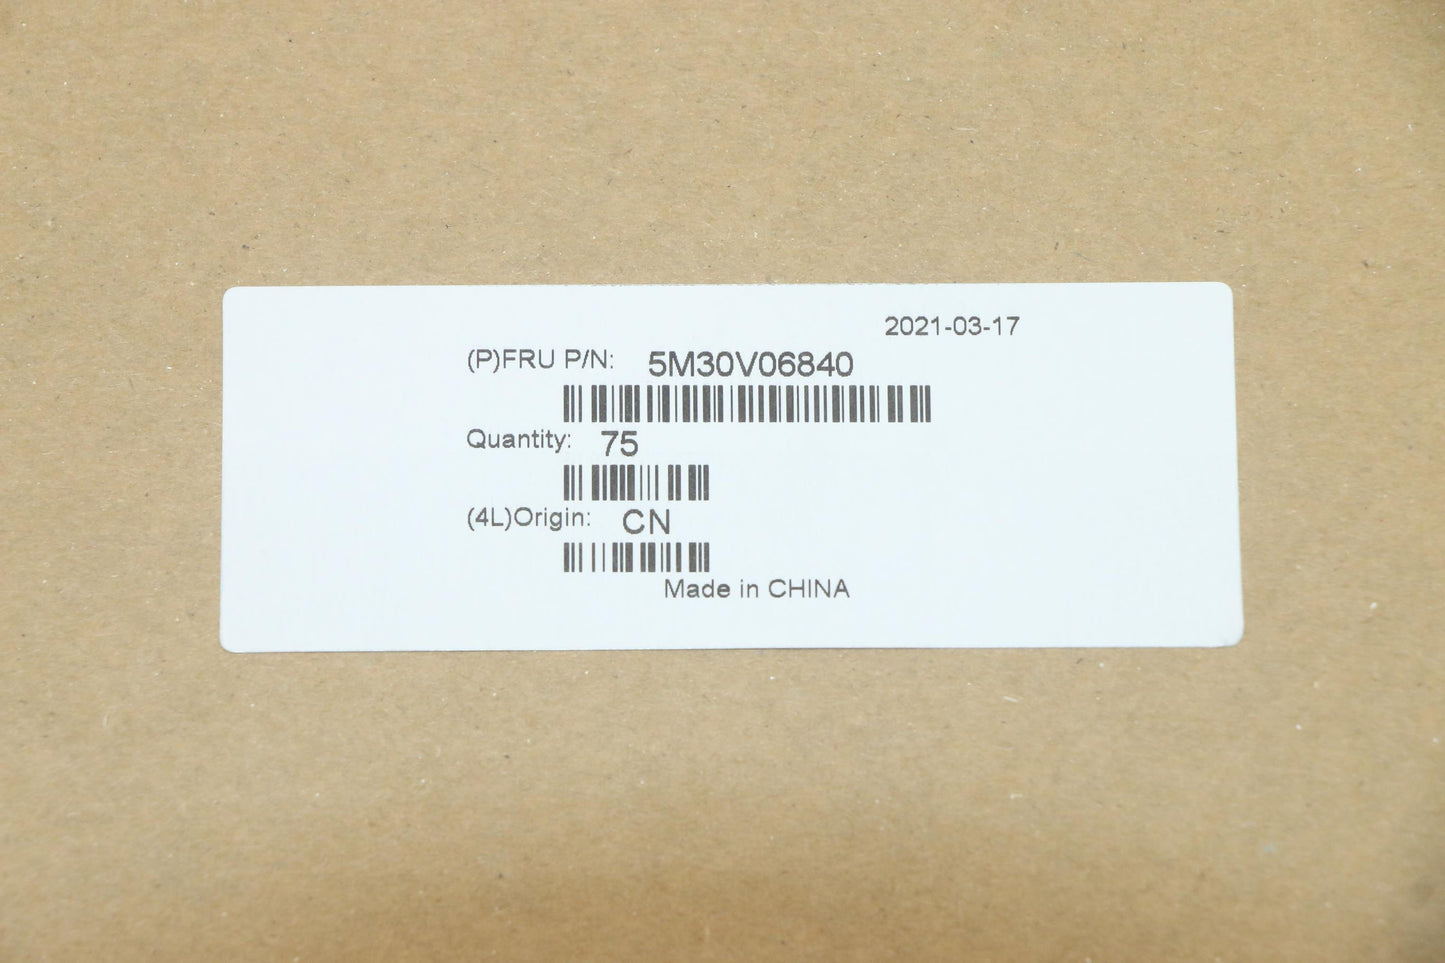 2021-03-17
(P)FRU P/N: 5M30V06840
Quantity: 75
(4L)Origin: CN
Made in CHINA